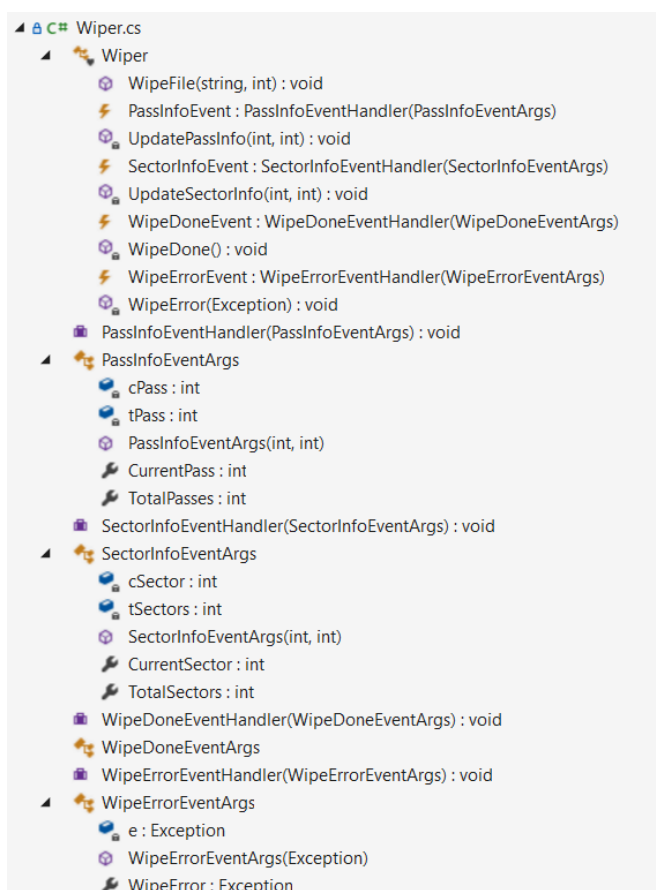 C# Wiper.cs
Wiper
WipeFile(string, int) : void
PassInfoEvent : PassInfoEventHandler(PassInfoEventArgs)
UpdatePassInfo(int, int) : void
SectorInfoEvent : SectorInfoEventHandler(SectorInfoEventArgs)
UpdateSectorInfo(int, int) : void
WipeDoneEvent : WipeDoneEventHandler(WipeDoneEventArgs)
WipeDone() : void
WipeErrorEvent : WipeErrorEventHandler(WipeErrorEventArgs)
WipeError(Exception) : void
PassInfoEventHandler(PassInfoEventArgs) : void
PassInfoEventArgs
cPass : int
tPass : int
PassInfoEventArgs(int, int)
CurrentPass : int
TotalPasses : int
SectorInfoEventHandler(SectorInfoEventArgs) : void
SectorInfoEventArgs
cSector : int
tSectors : int
SectorInfoEventArgs(int, int)
CurrentSector : int
TotalSectors : int
WipeDoneEventHandler(WipeDoneEventArgs) : void
WipeDoneEventArgs
WipeErrorEventHandler(WipeErrorEventArgs) : void
WipeErrorEventArgs
e : Exception
WipeErrorEventArgs(Exception)
WipeError : Exception